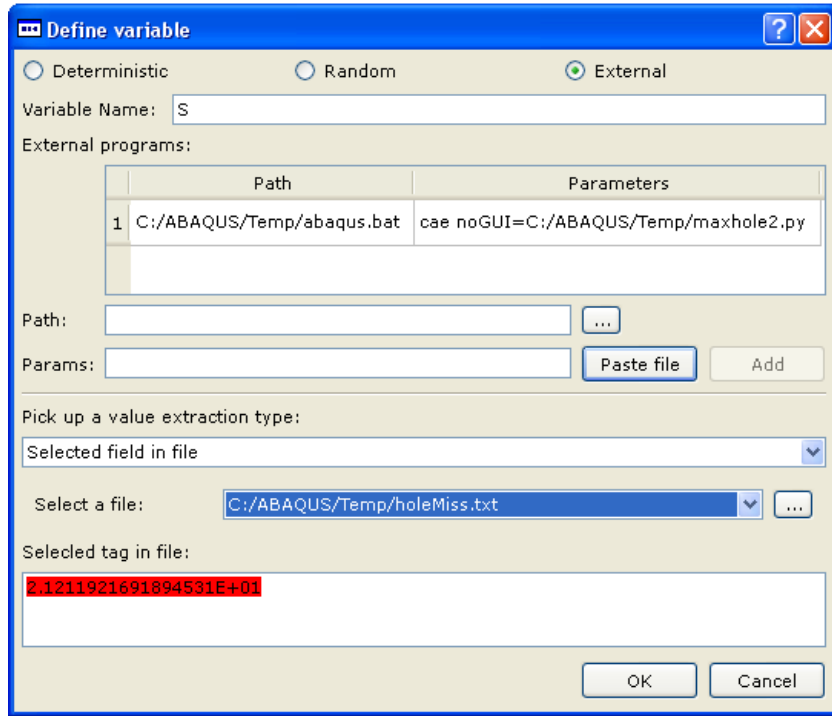 Define variable
Deterministic Random External
Variable Name: S
External programs:
Path Parameters
1 C:/ABAQUS/Temp/abaqus.bat cae noGUI=C:/ABAQUS/Temp/maxhole2.py
Path: ...
Params: Paste file Add
Pick up a value extraction type:
Selected field in file
Select a file: C:/ABAQUS/Temp/holeMiss.txt ...
Seleced tag in file:
2.1211921691894531E+01
OK Cancel